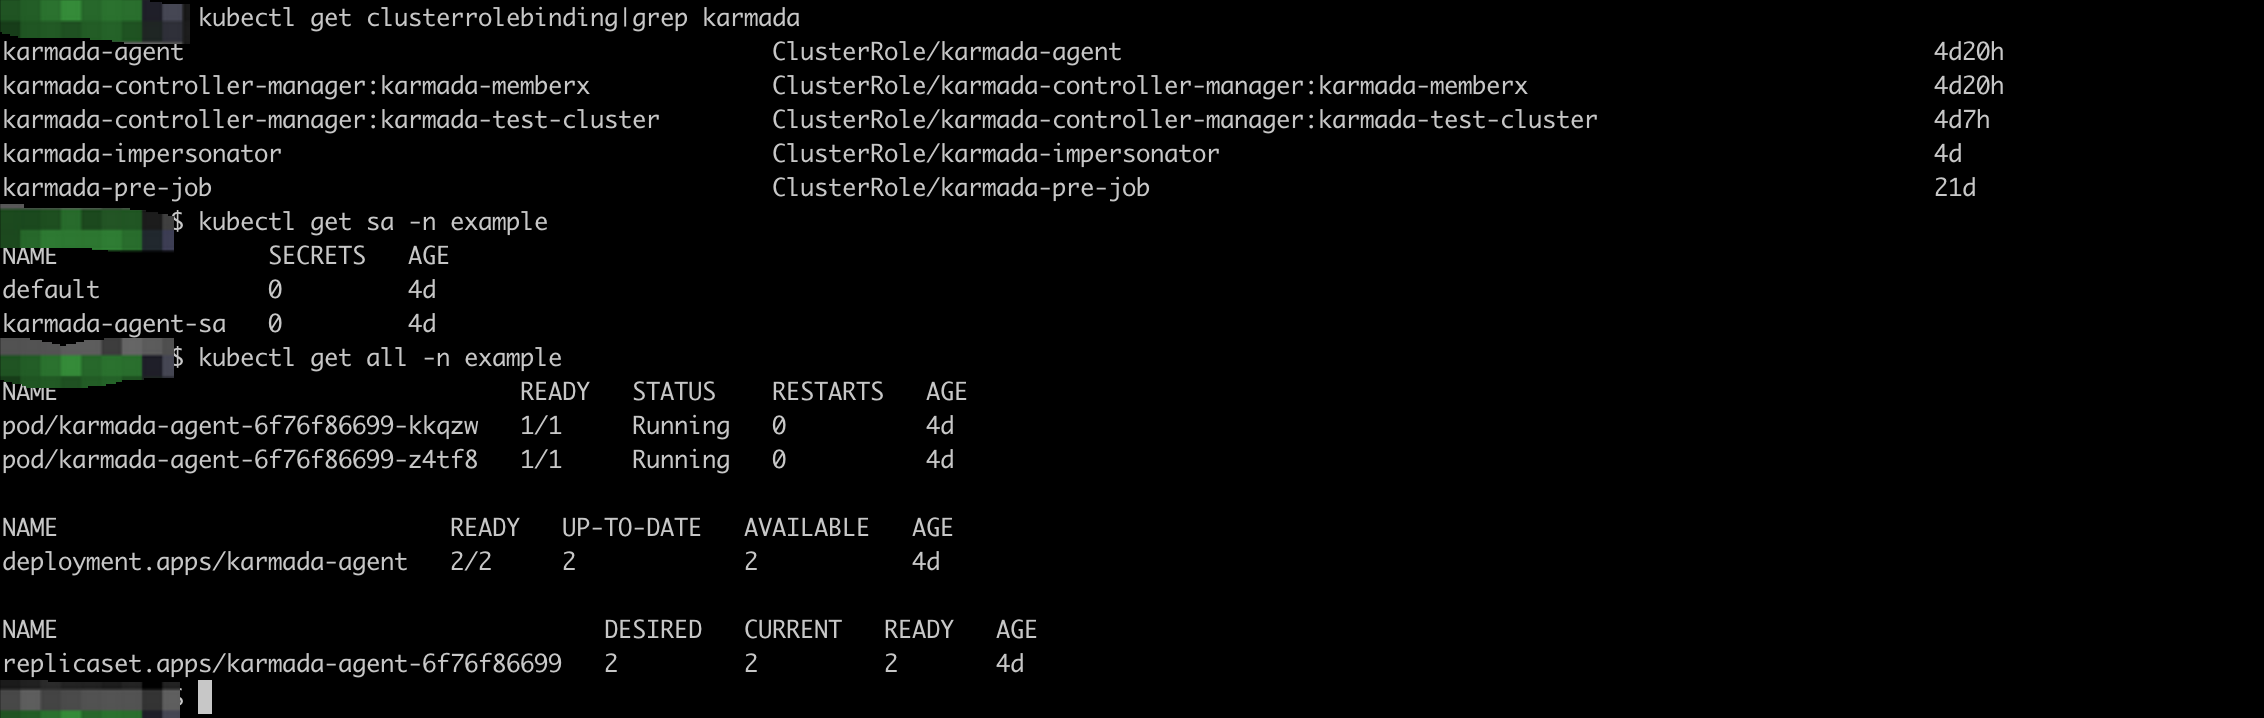 kubectl get clusterrolebinding|grep karmada
karmada-agent ClusterRole/karmada-agent 4d20h
karmada-controller-manager:karmada-memberx ClusterRole/karmada-controller-manager:karmada-memberx 4d20h
karmada-controller-manager:karmada-test-cluster ClusterRole/karmada-controller-manager:karmada-test-cluster 4d7h
karmada-impersonator ClusterRole/karmada-impersonator 4d
karmada-pre-job ClusterRole/karmada-pre-job 21d
$ kubectl get sa -n example
NAME SECRETS AGE
default 0 4d
karmada-agent-sa 0 4d
$ kubectl get all -n example
NAME READY STATUS RESTARTS AGE
pod/karmada-agent-6f76f86699-kkqzw 1/1 Running 0 4d
pod/karmada-agent-6f76f86699-z4tf8 1/1 Running 0 4d
NAME READY UP-TO-DATE AVAILABLE AGE
deployment.apps/karmada-agent 2/2 2 2 4d
NAME DESIRED CURRENT READY AGE
replicaset.apps/karmada-agent-6f76f86699 2 2 2 4d